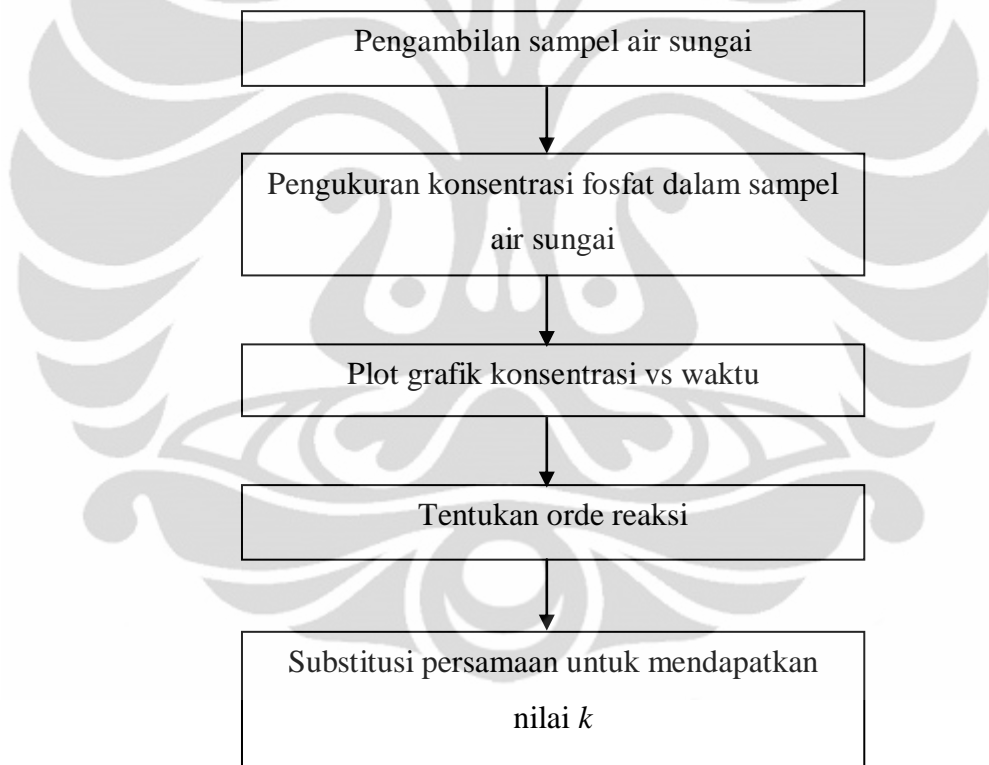 Pengambilan sampel air sungai
Pengukuran konsentrasi fosfat dalam sampel
air sungai
Plot grafik konsentrasi vs waktu
Tentukan orde reaksi
Substitusi persamaan untuk mendapatkan
nilai k